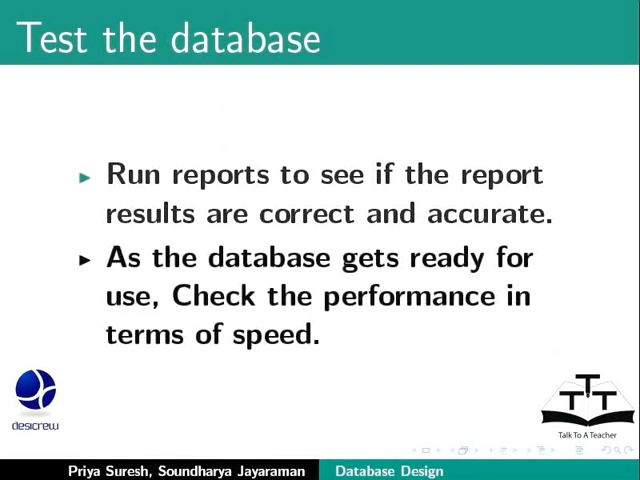 Test the database
Run reports to see if the report
results are correct and accurate.
As the database gets ready for
use, Check the performance in
terms of speed.
desicrew
TTT
Talk To A Teacher
Priya Suresh, Soundharya Jayaraman
Database Design